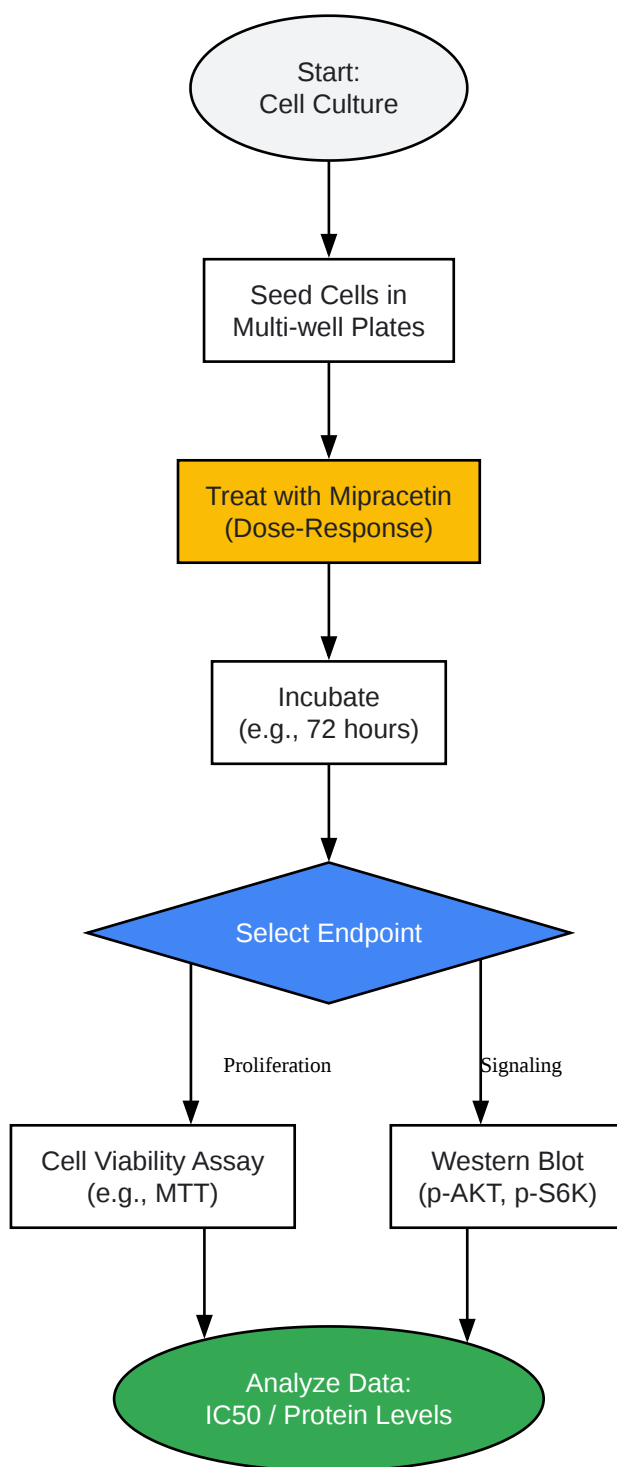 Start:
Cell Culture
Seed Cells in
Multi-well Plates
Treat with Mipracetin
(Dose-Response)
Incubate
(e.g., 72 hours)
Select Endpoint
Proliferation
Signaling
Cell Viability Assay
(e.g., MTT)
Western Blot
(p-AKT, p-S6K)
Analyze Data:
IC50 / Protein Levels